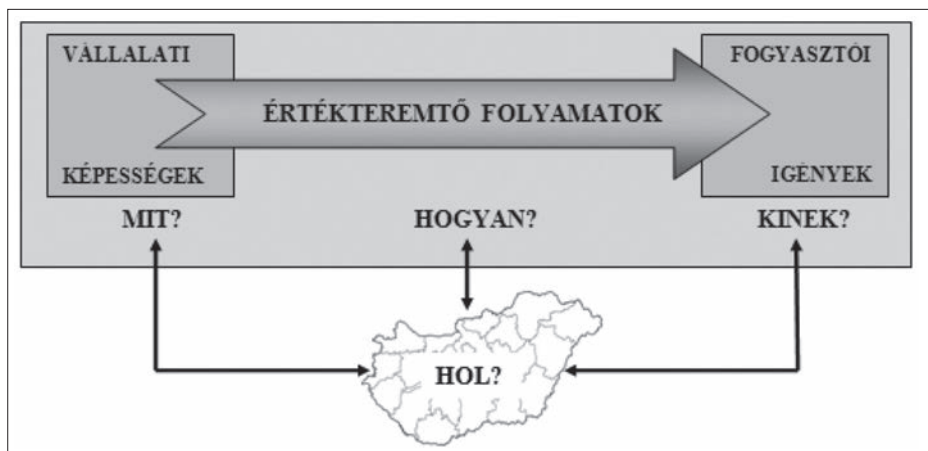 VÁLLALATI
KÉPESSÉGEK
ÉRTÉKTEREMTŐ FOLYAMATOK
FOGYASZTÓI
IGÉNYEK
MIT?
HOGYAN?
KINEK?
HOL?